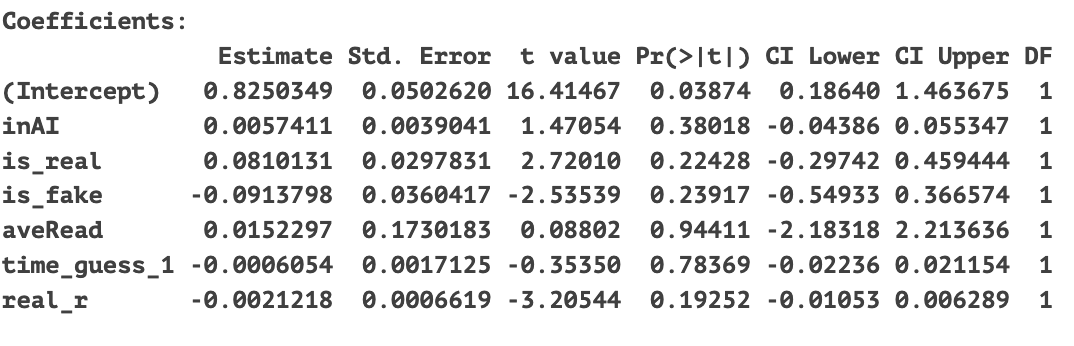 Coefficients:
Estimate Std. Error t value Pr(>|t|) CI Lower CI Upper DF
(Intercept) 0.8250349 0.0502620 16.41467 0.03874 0.18640 1.463675 1
inAI 0.0057411 0.0039041 1.47054 0.38018 -0.04386 0.055347 1
is_real 0.0810131 0.0297831 2.72010 0.22428 -0.29742 0.459444 1
is_fake -0.0913798 0.0360417 -2.53539 0.23917 -0.54933 0.366574 1
aveRead 0.0152297 0.1730183 0.08802 0.94411 -2.18318 2.213636 1
time_guess_1 -0.0006054 0.0017125 -0.35350 0.78369 -0.02236 0.021154 1
real_r -0.0021218 0.0006619 -3.20544 0.19252 -0.01053 0.006289 1